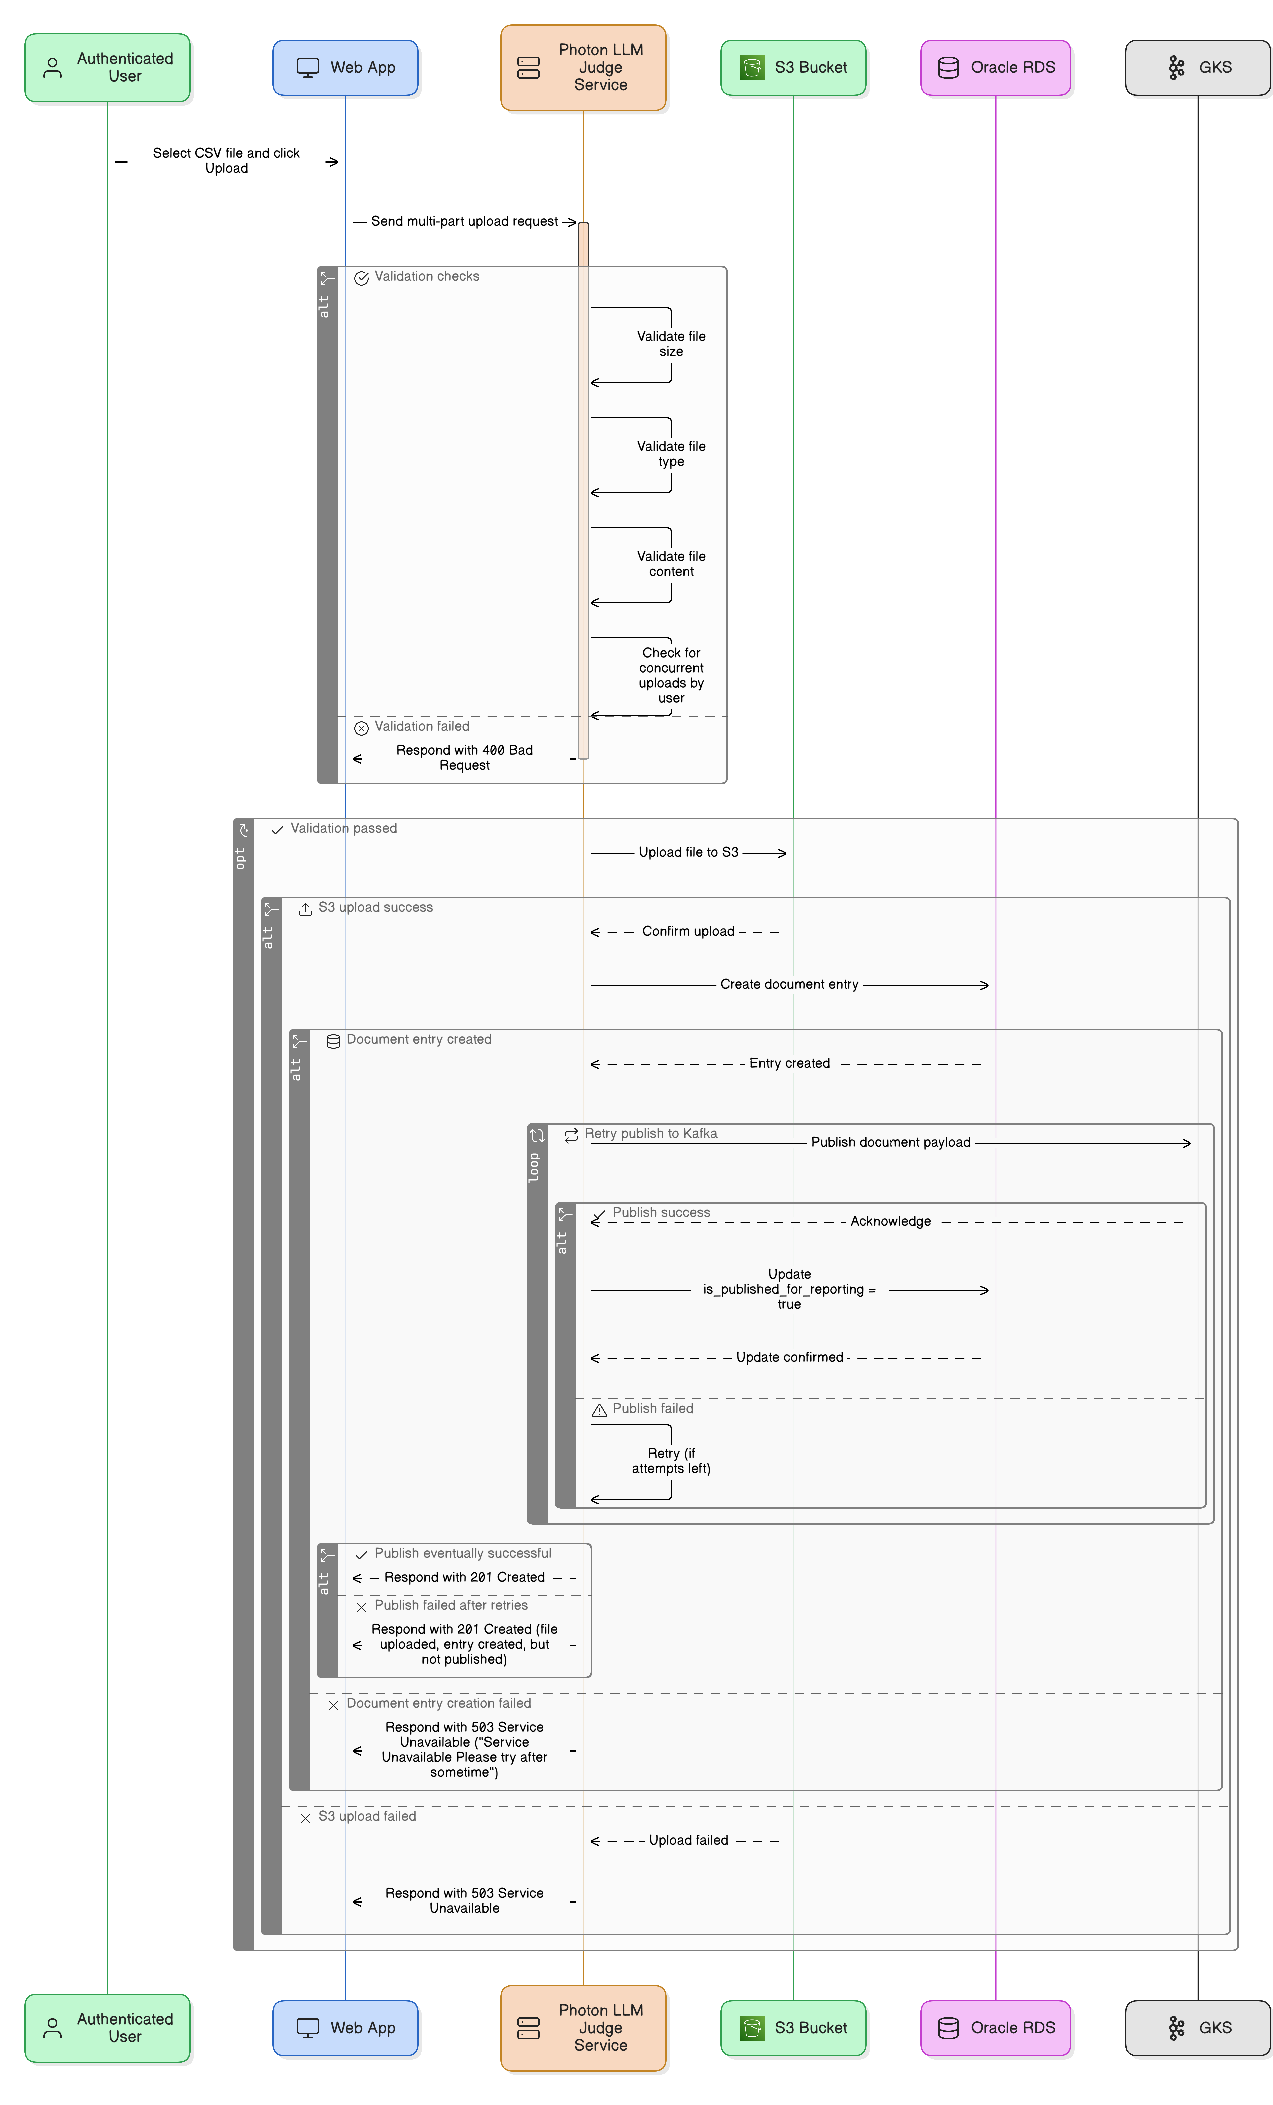 Authenticated
User
Web App
Photon LLM
Judge
Service
S3 Bucket
Oracle RDS
GKS
Select CSV file and click
Upload
Send multi-part upload request
alt
Validation checks
Validate file
size
Validate file
type
Validate file
content
Check for
concurrent
uploads by
user
Validation failed
Respond with 400 Bad
Request
opt
Validation passed
Upload file to S3
alt
S3 upload success
Confirm upload
Create document entry
alt
Document entry created
Entry created
loop
Retry publish to Kafka
Publish document payload
alt
Publish success
Acknowledge
Update
is_published_for_reporting =
true
Update confirmed
Publish failed
Retry (if
attempts left)
alt
Publish eventually successful
Respond with 201 Created
Publish failed after retries
Respond with 201 Created (file
uploaded, entry created, but
not published)
Document entry creation failed
Respond with 503 Service
Unavailable ("Service
Unavailable Please try after
sometime")
S3 upload failed
Upload failed
Respond with 503 Service
Unavailable
Authenticated
User
Web App
Photon LLM
Judge
Service
S3 Bucket
Oracle RDS
GKS